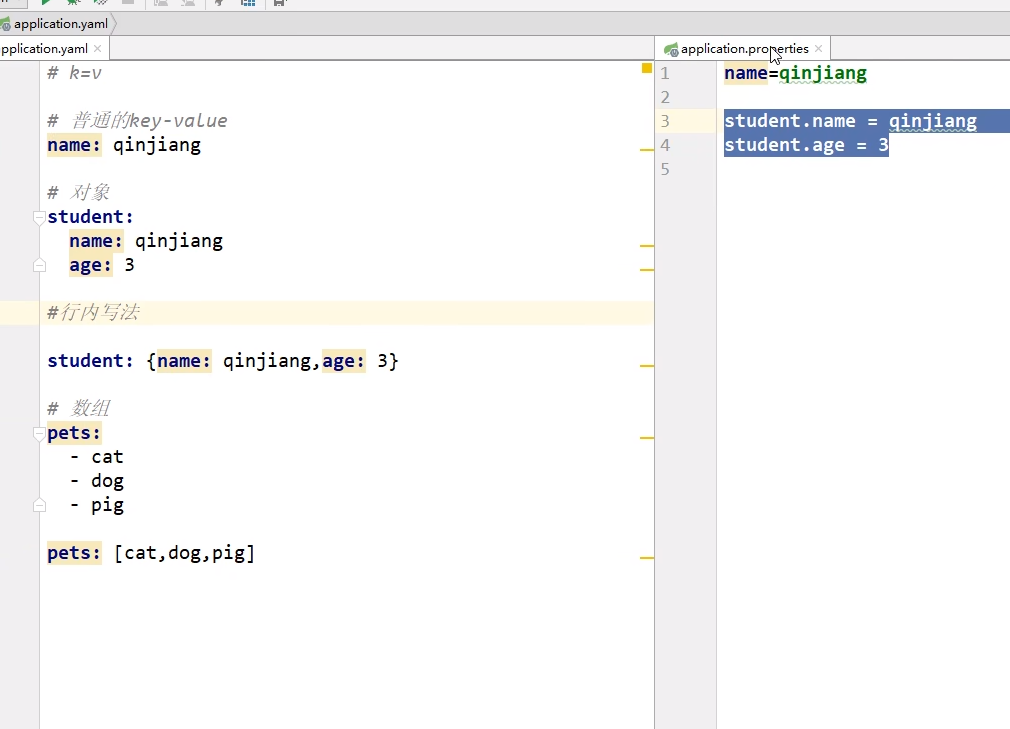 application.yaml
pplication.yaml
# k=v
# 普通的key-value
name: qinjiang
# 对象
student:
name: qinjiang
age: 3
#行内写法
student: {name: qinjiang,age: 3}
# 数组
pets:
- cat
- dog
- pig
pets: [cat,dog,pig]
application.properties
1 name=qinjiang
2
3 student.name = qinjiang
4 student.age = 3
5